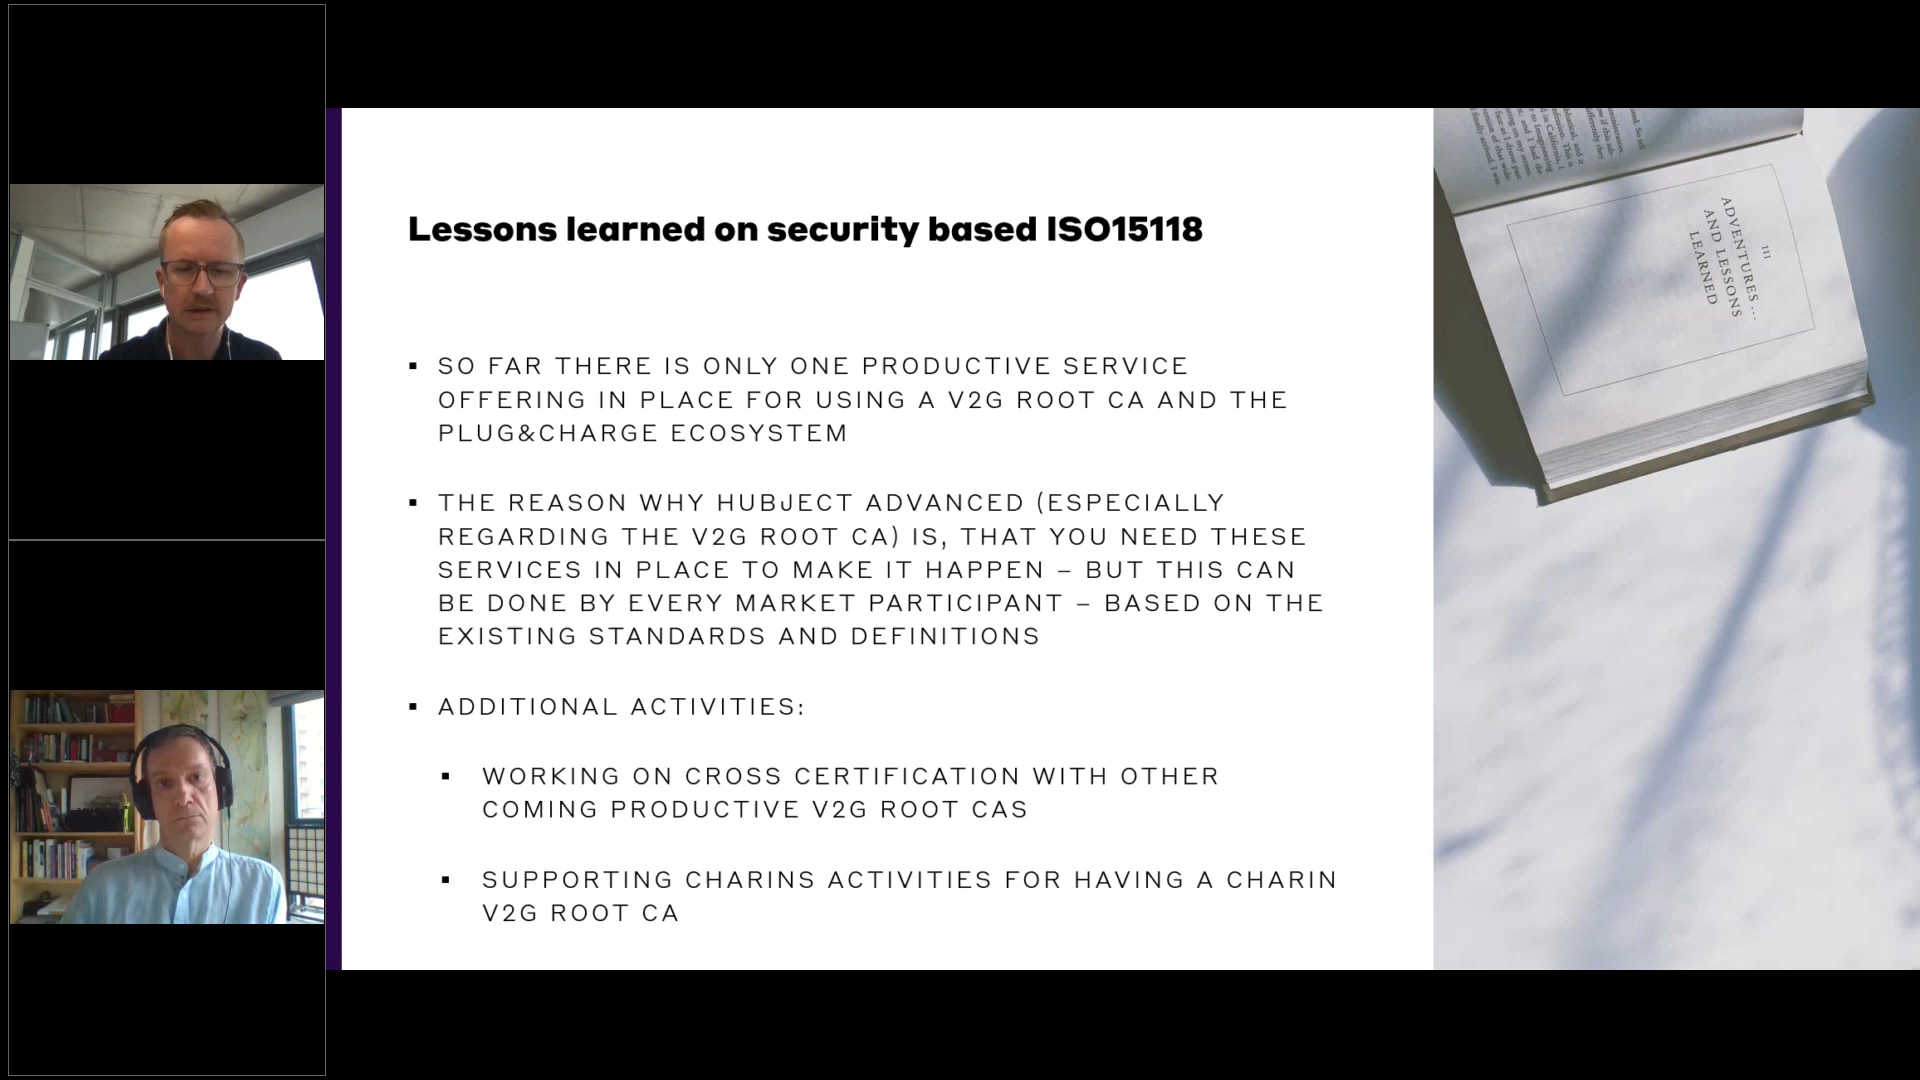 Lessons learned on security based ISO15118
▪ SO FAR THERE IS ONLY ONE PRODUCTIVE SERVICE
OFFERING IN PLACE FOR USING A V2G ROOT CA AND THE
PLUG&CHARGE ECOSYSTEM
▪ THE REASON WHY HUBJECT ADVANCED (ESPECIALLY
REGARDING THE V2G ROOT CA) IS, THAT YOU NEED THESE
SERVICES IN PLACE TO MAKE IT HAPPEN – BUT THIS CAN
BE DONE BY EVERY MARKET PARTICIPANT – BASED ON THE
EXISTING STANDARDS AND DEFINITIONS
▪ ADDITIONAL ACTIVITIES:
▪ WORKING ON CROSS CERTIFICATION WITH OTHER
COMING PRODUCTIVE V2G ROOT CAS
▪ SUPPORTING CHARINS ACTIVITIES FOR HAVING A CHARIN
V2G ROOT CA
III
ADVENTURES ...
AND LESSONS
LEARNED